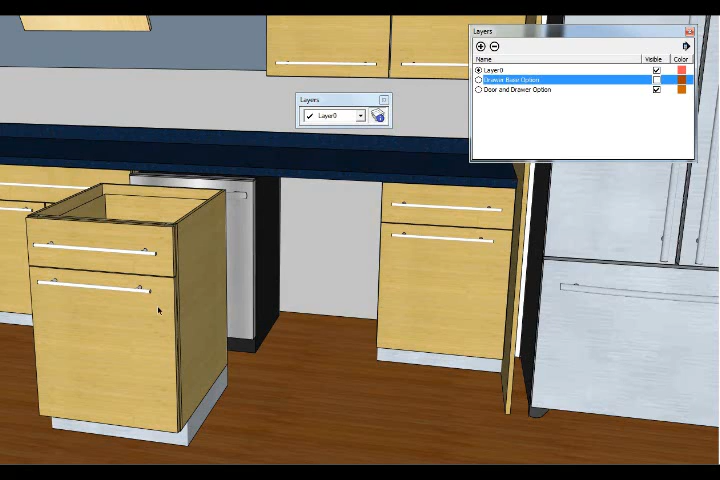 Layers
Name Visible Color
Layer0
Drawer Base Option
Door and Drawer Option
Layers
Layer0